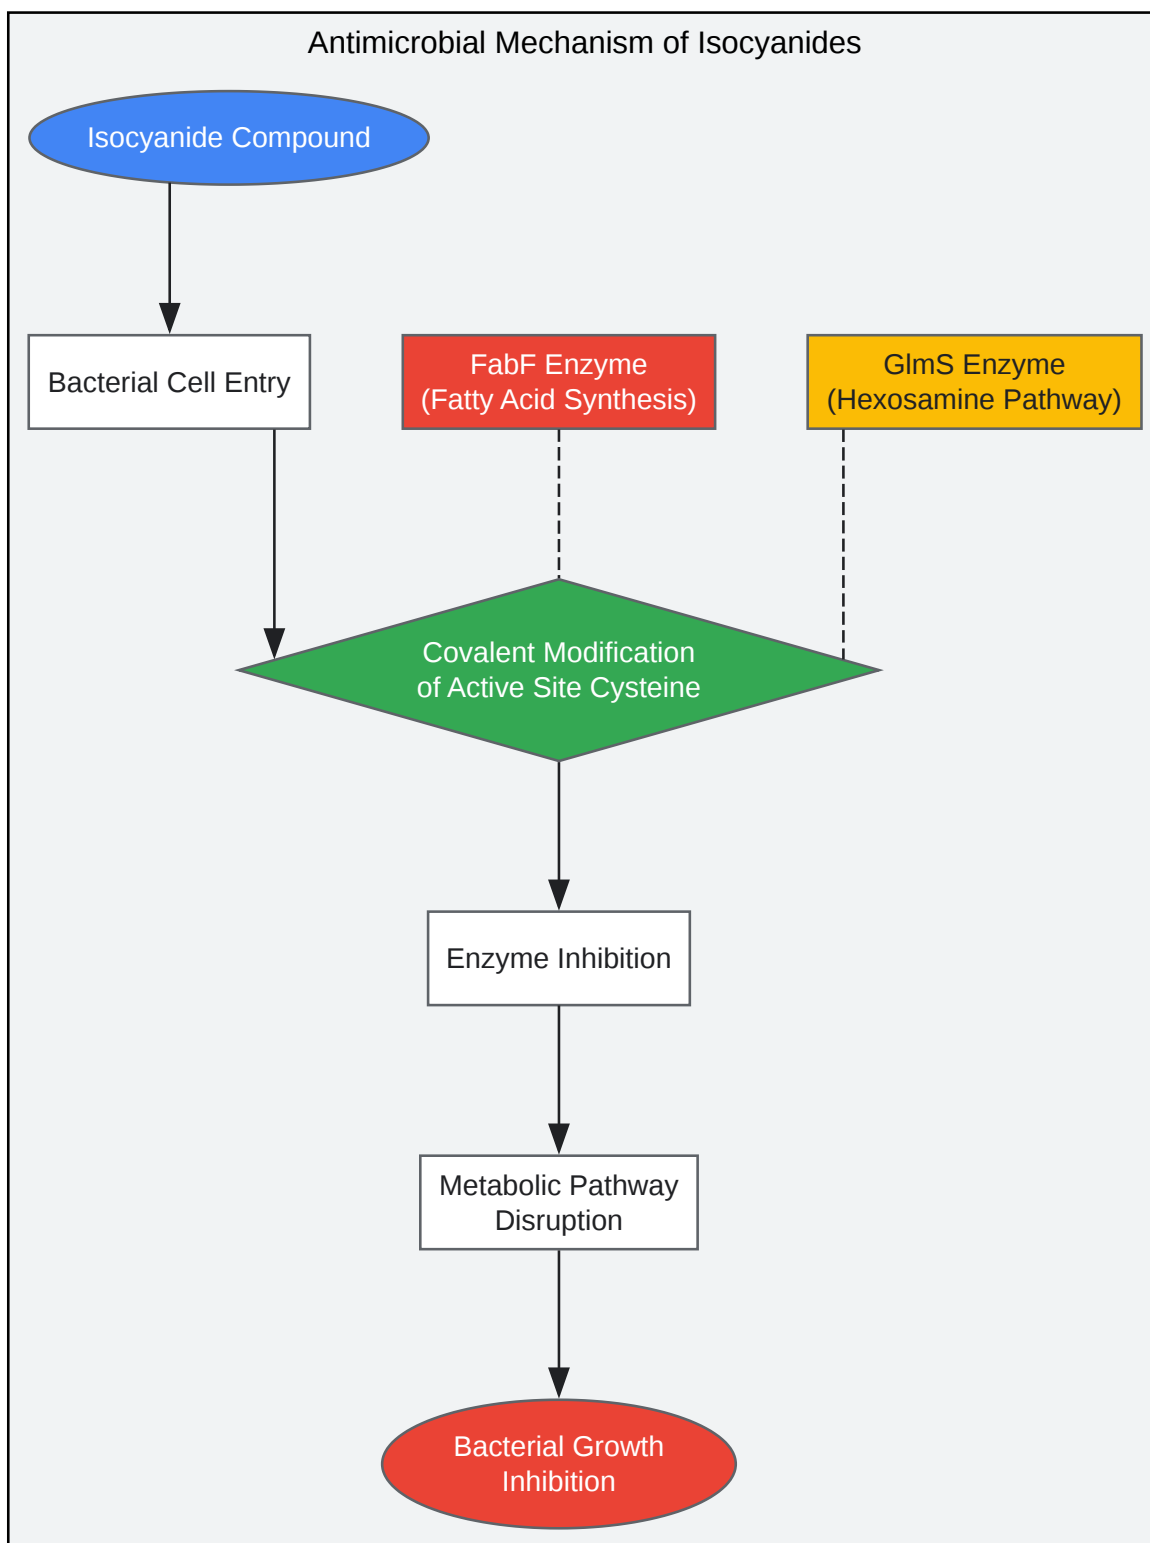 Antimicrobial Mechanism of Isocyanides
Isocyanide Compound
Bacterial Cell Entry
FabF Enzyme
(Fatty Acid Synthesis)
GlmS Enzyme
(Hexosamine Pathway)
Covalent Modification
of Active Site Cysteine
Enzyme Inhibition
Metabolic Pathway
Disruption
Bacterial Growth
Inhibition